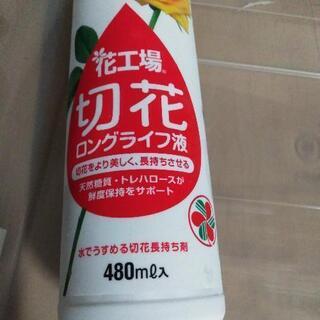 花工場®
切花
ロングライフ液
切花をより美しく、長持ちさせる
天然糖質・トレハロースが
鮮度保持をサポート
水でうすめる切花長持ち剤
480mℓ入